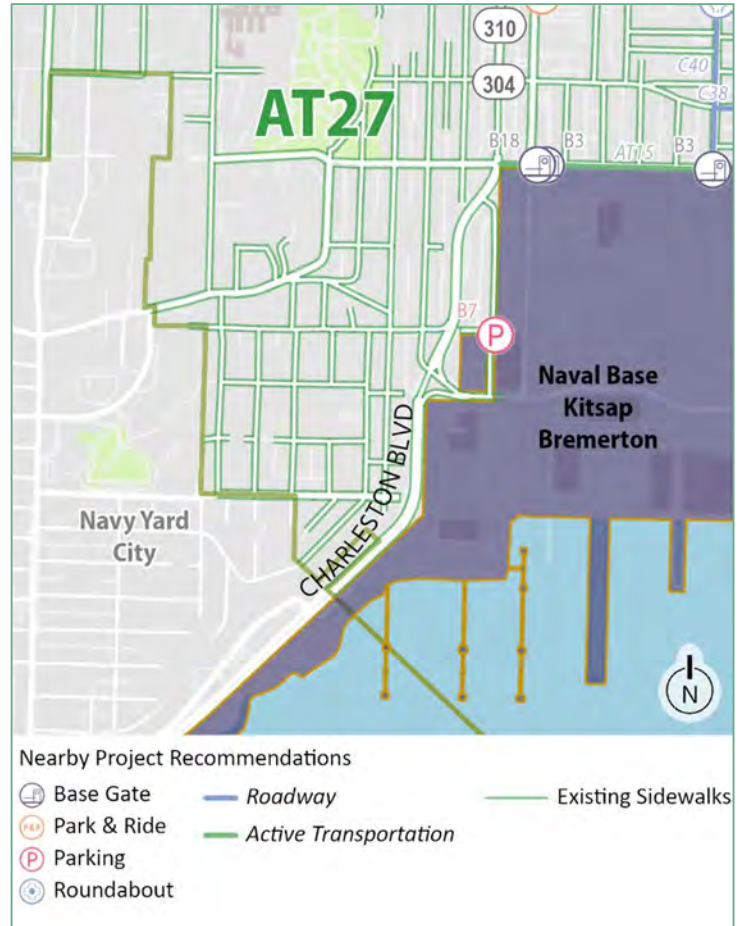 310
304
C40
C38
AT27
B18
B3
AT15
B3
B7
P
Naval Base
Kitsap
Bremerton
CHARLESTON BLVD
Navy Yard
City
N
Nearby Project Recommendations
Base Gate
Roadway
Existing Sidewalks
P&R Park & Ride
Active Transportation
P Parking
Roundabout